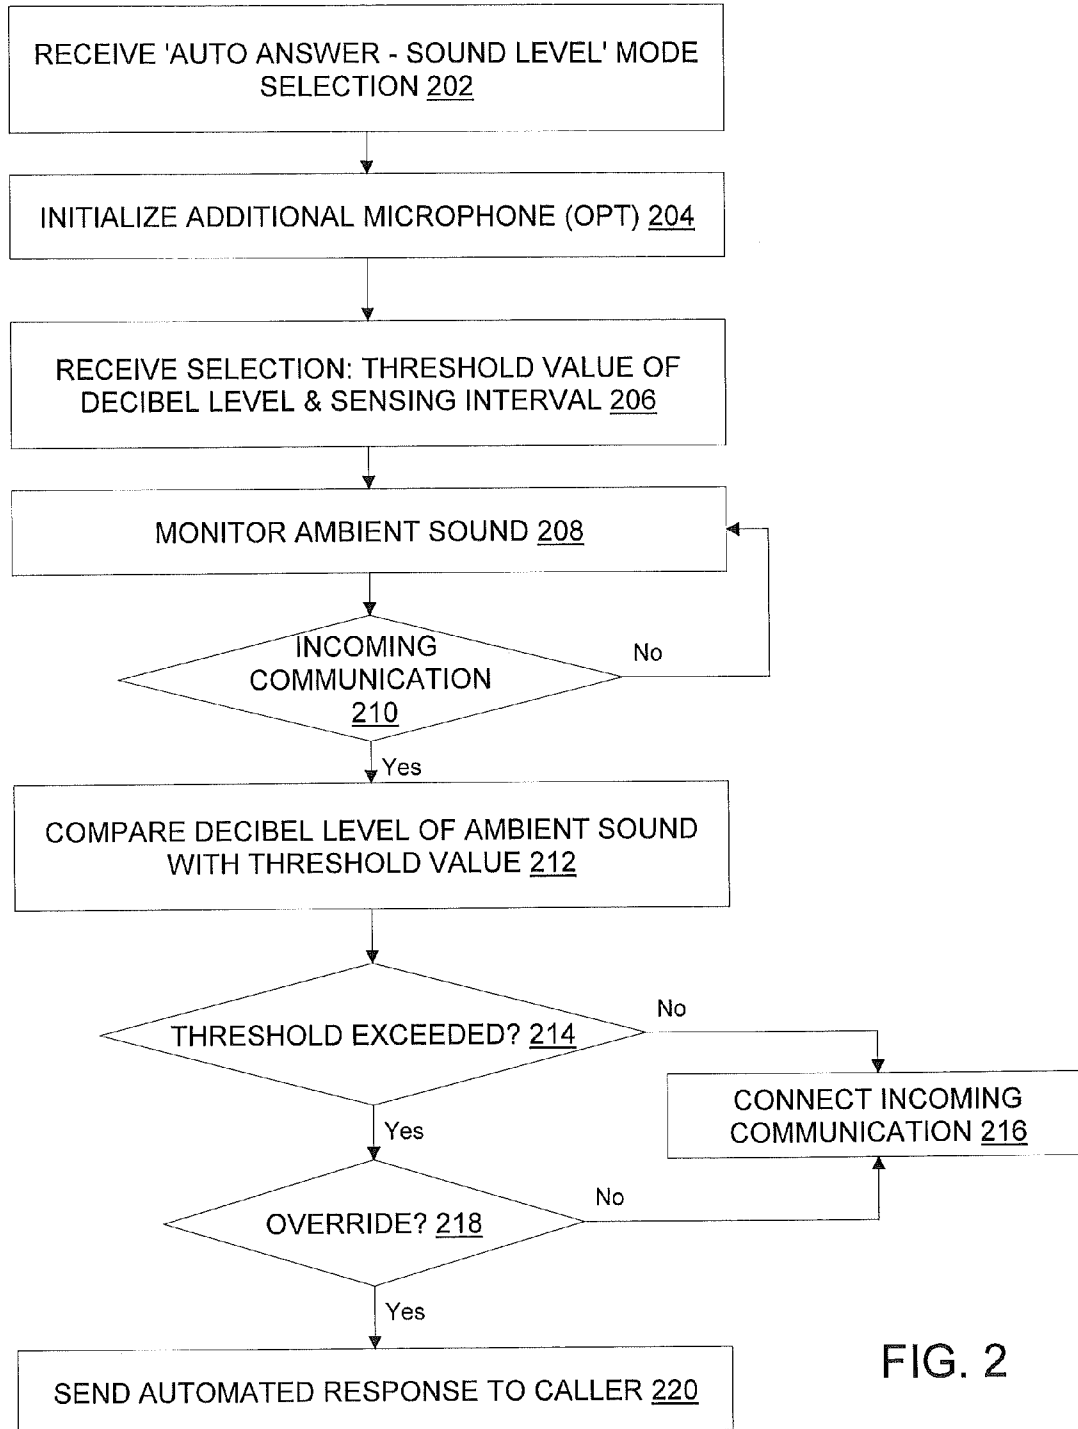 RECEIVE 'AUTO ANSWER - SOUND LEVEL' MODE
SELECTION 202
INITIALIZE ADDITIONAL MICROPHONE (OPT) 204
RECEIVE SELECTION: THRESHOLD VALUE OF
DECIBEL LEVEL & SENSING INTERVAL 206
MONITOR AMBIENT SOUND 208
INCOMING
COMMUNICATION
210
No
Yes
COMPARE DECIBEL LEVEL OF AMBIENT SOUND
WITH THRESHOLD VALUE 212
THRESHOLD EXCEEDED? 214
No
CONNECT INCOMING
COMMUNICATION 216
Yes
OVERRIDE? 218
No
Yes
SEND AUTOMATED RESPONSE TO CALLER 220
FIG. 2